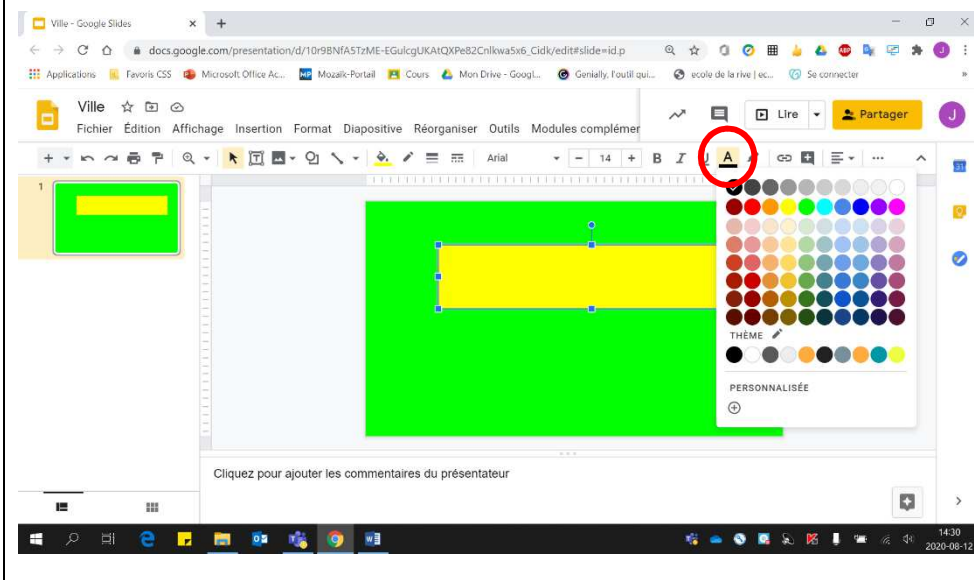 Ville - Google Slides
docs.google.com/presentation/d/10r9BNfA5TzME-EGulcgUKAtQXPe82Cnlkwa5x6_Cidk/edit#slide=id.p
Applications Favoris CSS Microsoft Office Ac... Mozaïk-Portail Cours Mon Drive - Googl... Genially, l'outil qui... ecole de la rive | ec... Se connecter »
Ville
Fichier Édition Affichage Insertion Format Diapositive Réorganiser Outils Modules complémer
Lire Partager J
Arial - 14 + B I U A
1
31
THÈME
PERSONNALISÉE
Cliquez pour ajouter les commentaires du présentateur
14:30
2020-08-12